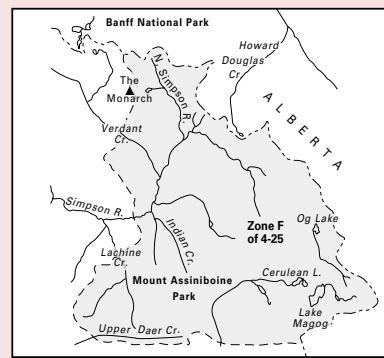 Banff National Park
Howard
Douglas
Cr.
N. Simpson R.
The
Monarch
ALBERTA
Verdant
Cr.
Simpson R.
Indian Cr.
Zone F
of 4-25
Og Lake
Lachine
Cr.
Mount Assiniboine
Park
Cerulean L.
Lake
Magog
Upper Daer Cr.